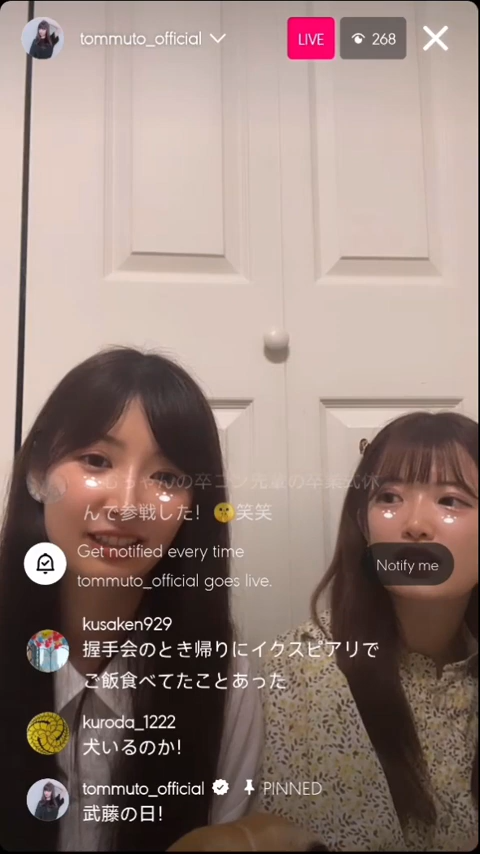 tommuto_official
LIVE
268
んで参戦した！🤫笑笑
Get notified every time
tommuto_official goes live.
Notify me
kusaken929
握手会のとき帰りにイクスピアリで
ご飯食べてたことあった
kuroda_1222
犬いるのか！
tommuto_official PINNED
武藤の日！